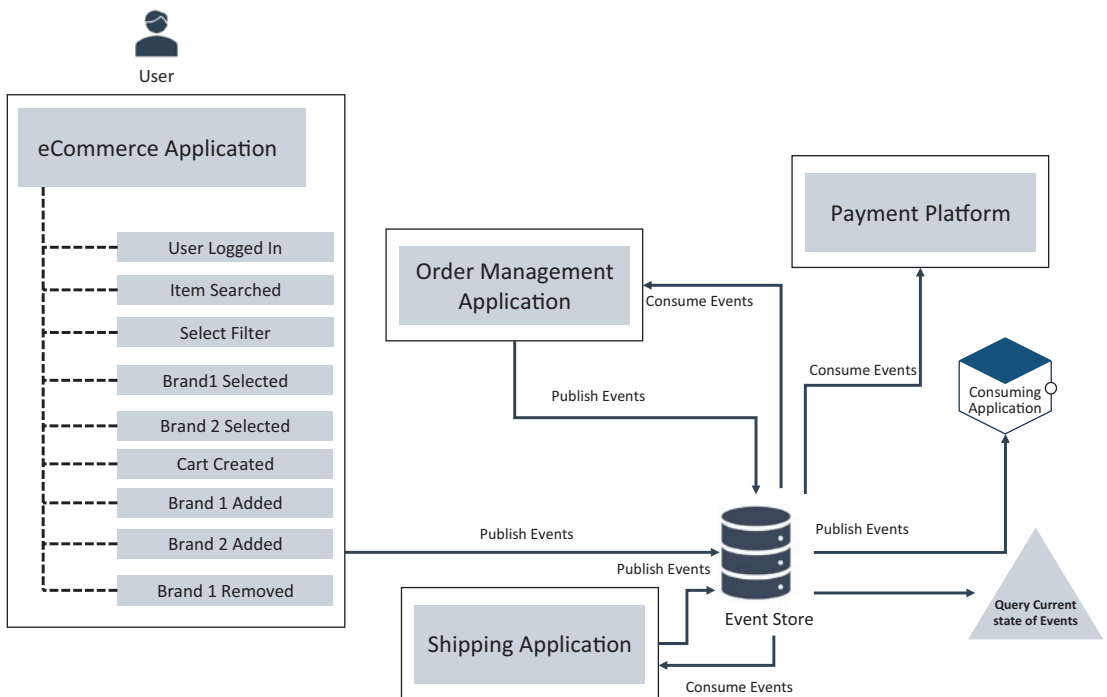 User
eCommerce Application
User Logged In
Item Searched
Select Filter
Brand1 Selected
Brand 2 Selected
Cart Created
Brand 1 Added
Brand 2 Added
Brand 1 Removed
Order Management
Application
Payment Platform
Consume Events
Publish Events
Consume Events
Consuming
Application
Publish Events
Publish Events
Publish Events
Event Store
Query Current
state of Events
Shipping Application
Consume Events